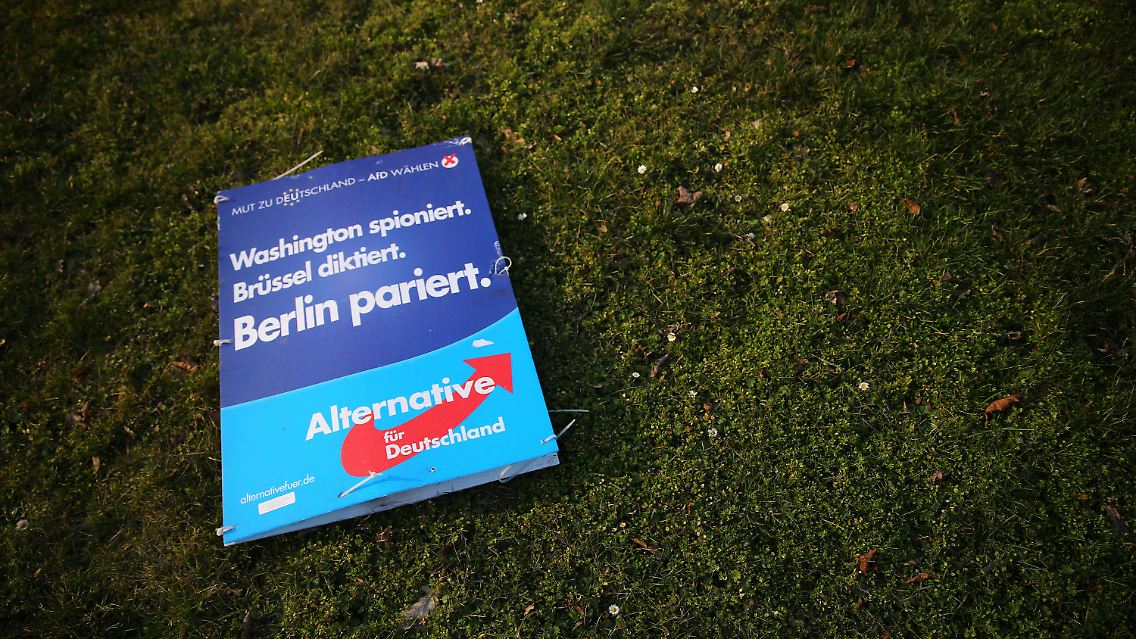 MUT ZU DEUTSCHLAND – AfD WÄHLEN
Washington spioniert.
Brüssel diktiert.
Berlin pariert.
Alternative
für
Deutschland
alternativefuer.de